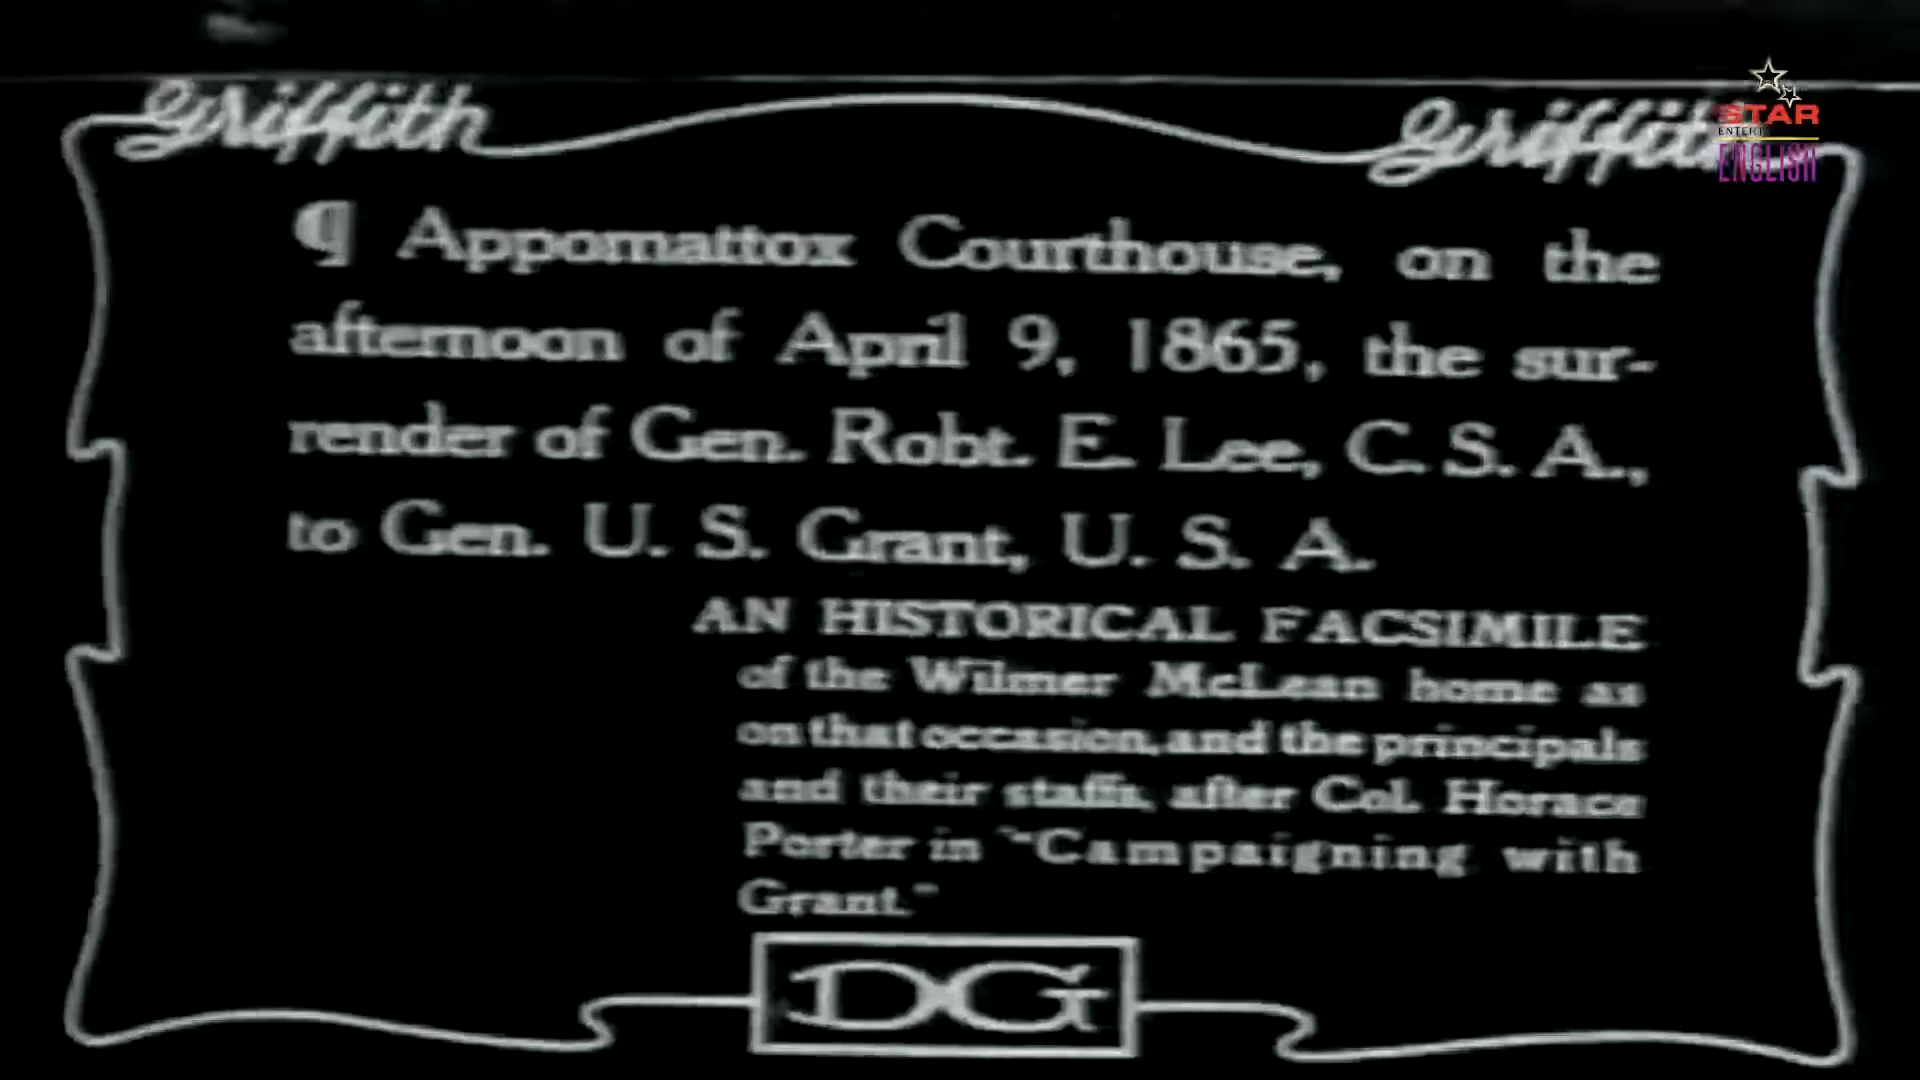 Griffith Griffith
STAR
ENTERT
ENGLISH
¶ Appomattox Courthouse, on the
afternoon of April 9, 1865, the sur-
render of Gen. Robt. E. Lee, C. S. A.,
to Gen. U. S. Grant, U. S. A.
AN HISTORICAL FACSIMILE
of the Wilmer McLean home as
on that occasion, and the principals
and their staffs, after Col. Horace
Porter in "Campaigning with
Grant."
DG